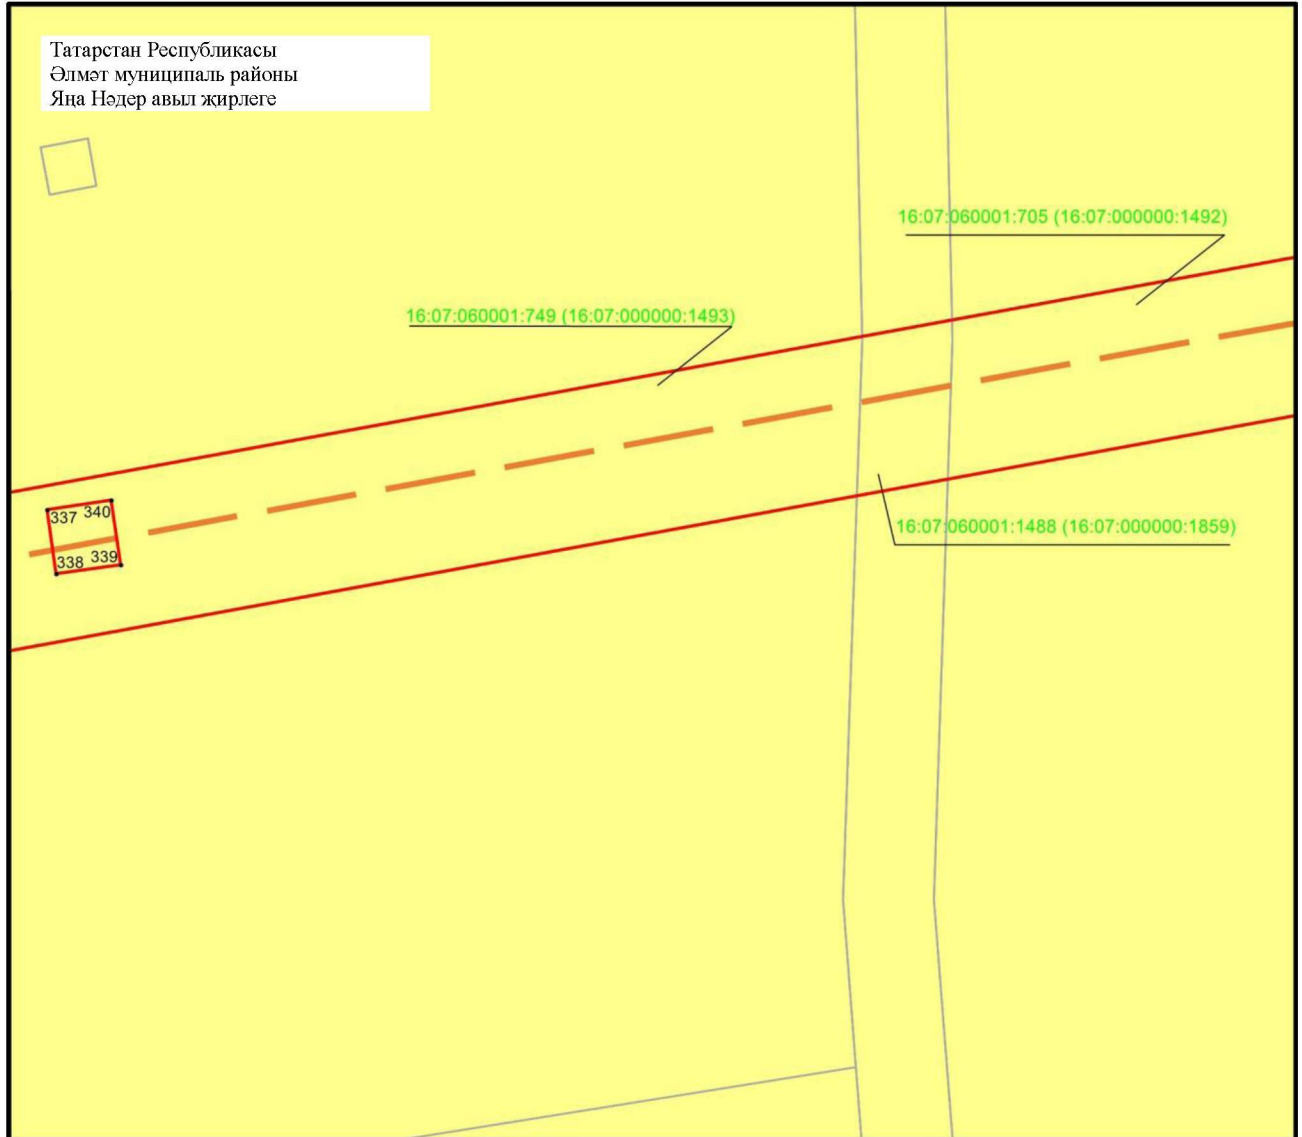 Татарстан Республикасы
Әлмәт муниципаль районы
Яңа Нәдер авыл җирлеге
16:07:060001:705 (16:07:000000:1492)
16:07:060001:749 (16:07:000000:1493)
337 340
338 339
16:07:060001:1488 (16:07:000000:1859)